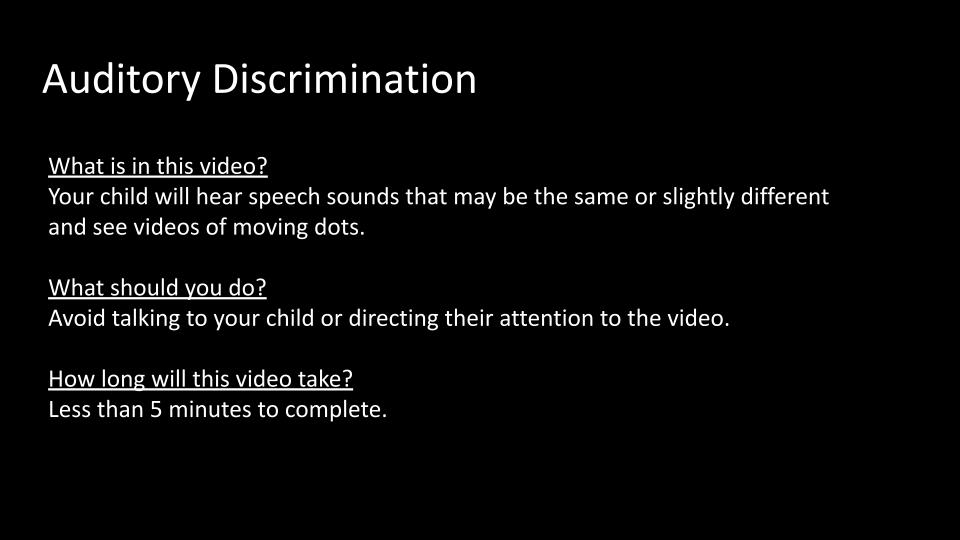 Auditory Discrimination
What is in this video?
Your child will hear speech sounds that may be the same or slightly different
and see videos of moving dots.
What should you do?
Avoid talking to your child or directing their attention to the video.
How long will this video take?
Less than 5 minutes to complete.